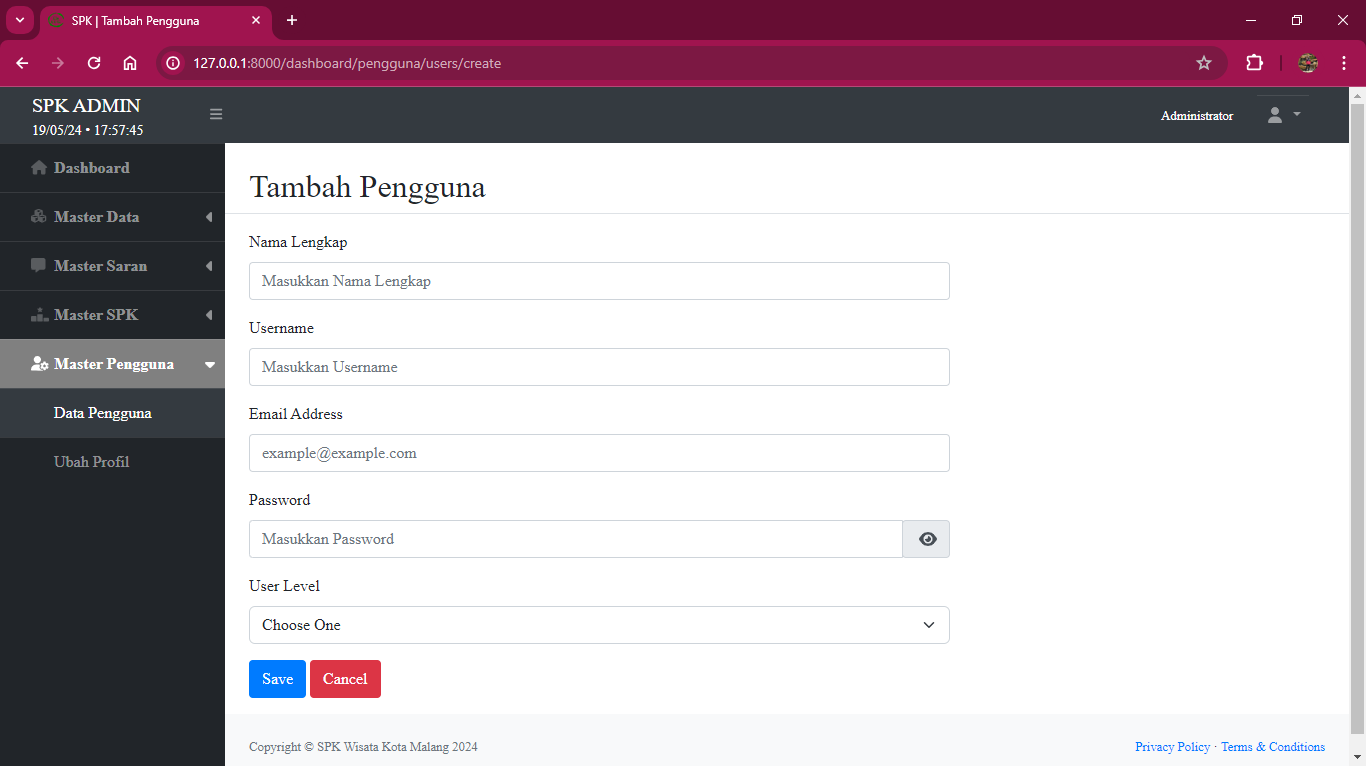 SPK | Tambah Pengguna
127.0.0.1:8000/dashboard/pengguna/users/create
SPK ADMIN
19/05/24 • 17:57:45
Administrator
Dashboard
Master Data
Master Saran
Master SPK
Master Pengguna
Data Pengguna
Ubah Profil
Tambah Pengguna
Nama Lengkap
Masukkan Nama Lengkap
Username
Masukkan Username
Email Address
example@example.com
Password
Masukkan Password
User Level
Choose One
Save Cancel
Copyright © SPK Wisata Kota Malang 2024
Privacy Policy · Terms & Conditions